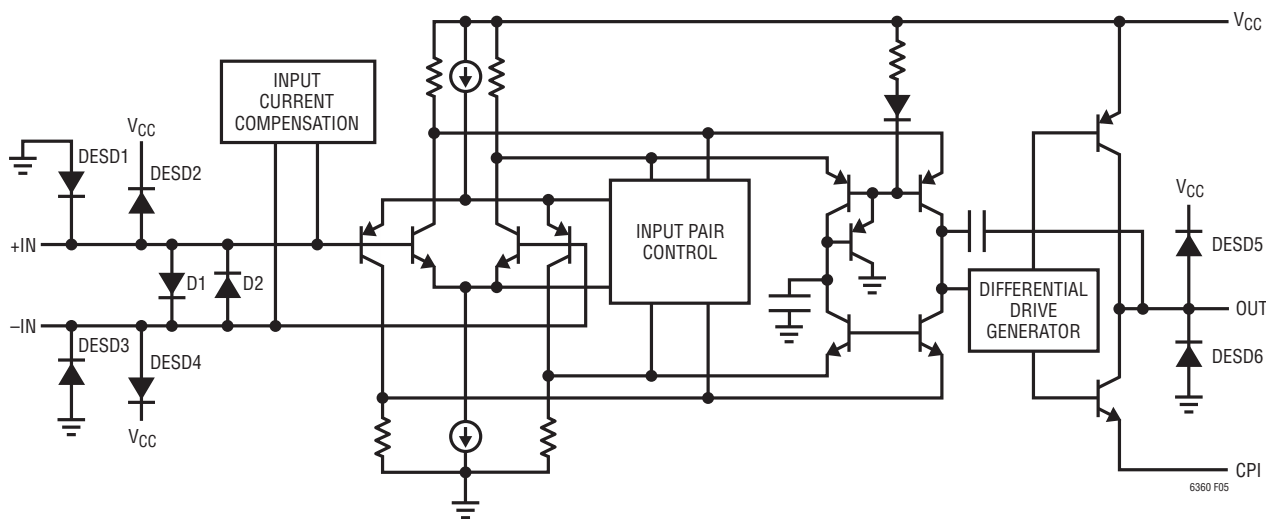 VCC
INPUT
CURRENT
COMPENSATION
VCC
DESD1
DESD2
VCC
+IN
INPUT PAIR
CONTROL
DESD5
D1
D2
DIFFERENTIAL
DRIVE
GENERATOR
OUT
–IN
DESD3
DESD4
DESD6
VCC
CPI
6360 F05